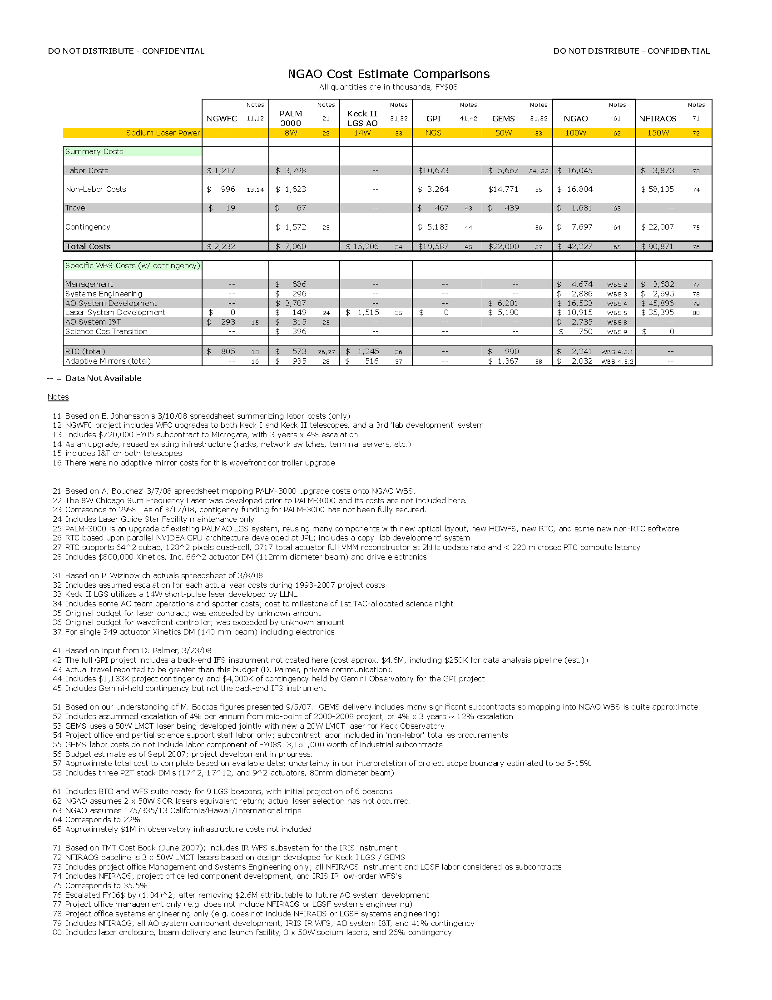 DO NOT DISTRIBUTE - CONFIDENTIAL DO NOT DISTRIBUTE - CONFIDENTIAL
NGAO Cost Estimate Comparisons
All quantities are in thousands, FY$08
Notes Notes Notes Notes Notes Notes Notes
NGWFC 11,12 PALM 3000 21 Keck II LGS AO 31,32 GPI 41,42 GEMS 51,52 NGAO 61 NFIRAOS 71
Sodium Laser Power -- 8W 22 14W 33 NGS 50W 53 100W 62 150W 72
Summary Costs
Labor Costs $ 1,217 $ 3,798 -- $10,673 $ 5,667 54, 55 $ 16,045 $ 3,873 73
Non-Labor Costs $ 996 13,14 $ 1,623 -- $ 3,264 $14,771 55 $ 16,804 $ 58,135 74
Travel $ 19 $ 67 -- $ 467 43 $ 439 $ 1,681 63 --
Contingency -- $ 1,572 23 -- $ 5,183 44 -- 56 $ 7,697 64 $ 22,007 75
Total Costs $ 2,232 $ 7,060 $ 15,206 34 $19,587 45 $22,000 57 $ 42,227 65 $ 90,871 76
Specific WBS Costs (w/ contingency)
Management -- $ 686 -- -- -- $ 4,674 WBS 2 $ 3,682 77
Systems Engineering -- $ 296 -- -- -- $ 2,886 WBS 3 $ 2,695 78
AO System Development -- $ 3,707 -- -- $ 6,201 $ 16,533 WBS 4 $ 45,896 79
Laser System Development $ 0 $ 149 24 $ 1,515 35 $ 0 $ 5,190 $ 10,915 WBS 5 $ 35,395 80
AO System I&T $ 293 15 $ 315 25 -- -- -- $ 2,735 WBS 8 --
Science Ops Transition -- $ 396 -- -- -- $ 750 WBS 9 $ 0
RTC (total) $ 805 13 $ 573 26,27 $ 1,245 36 -- $ 990 $ 2,241 WBS 4.5.1 --
Adaptive Mirrors (total) -- 16 $ 935 28 $ 516 37 -- $ 1,367 58 $ 2,032 WBS 4.5.2 --
-- = Data Not Available
Notes
11 Based on E. Johansson's 3/10/08 spreadsheet summarizing labor costs (only)
12 NGWFC project includes WFC upgrades to both Keck I and Keck II telescopes, and a 3rd 'lab development' system
13 Includes $720,000 FY05 subcontract to Microgate, with 3 years x 4% escalation
14 As an upgrade, reused existing infrastructure (racks, network switches, terminal servers, etc.)
15 includes I&T on both telescopes
16 There were no adaptive mirror costs for this wavefront controller upgrade
21 Based on A. Bouchez' 3/7/08 spreadsheet mapping PALM-3000 upgrade costs onto NGAO WBS.
22 The 8W Chicago Sum Frequency Laser was developed prior to PALM-3000 and its costs are not included here.
23 Corresonds to 29%. As of 3/17/08, contigency funding for PALM-3000 has not been fully secured.
24 Includes Laser Guide Star Facility maintenance only.
25 PALM-3000 is an upgrade of existing PALMAO LGS system, reusing many components with new optical layout, new HOWFS, new RTC, and some new non-RTC software.
26 RTC based upon parallel NVIDEA GPU architecture developed at JPL; includes a copy 'lab development' system
27 RTC supports 64^2 subap, 128^2 pixels quad-cell, 3717 total actuator full VMM reconstructor at 2kHz update rate and < 220 microsec RTC compute latency
28 Includes $800,000 Xinetics, Inc. 66^2 actuator DM (112mm diameter beam) and drive electronics
31 Based on P. Wizinowich actuals spreadsheet of 3/8/08
32 Includes assumed escalation for each actual year costs during 1993-2007 project costs
33 Keck II LGS utilizes a 14W short-pulse laser developed by LLNL
34 Includes some AO team operations and spotter costs; cost to milestone of 1st TAC-allocated science night
35 Original budget for laser contract; was exceeded by unknown amount
36 Original budget for wavefront controller; was exceeded by unknown amount
37 For single 349 actuator Xinetics DM (140 mm beam) including electronics
41 Based on input from D. Palmer, 3/23/08
42 The full GPI project includes a back-end IFS instrument not costed here (cost approx. $4.6M, including $250K for data analysis pipeline (est.))
43 Actual travel reported to be greater than this budget (D. Palmer, private communication).
44 Includes $1,183K project contingency and $4,000K of contingency held by Gemini Observatory for the GPI project
45 Includes Gemini-held contingency but not the back-end IFS instrument
51 Based on our understanding of M. Boccas figures presented 9/5/07. GEMS delivery includes many significant subcontracts so mapping into NGAO WBS is quite approximate.
52 Includes assummed escalation of 4% per annum from mid-point of 2000-2009 project, or 4% x 3 years ~ 12% escalation
53 GEMS uses a 50W LMCT laser being developed jointly with new a 20W LMCT laser for Keck Observatory
54 Project office and partial science support staff labor only; subcontract labor included in 'non-labor' total as procurements
55 GEMS labor costs do not include labor component of FY08$13,161,000 worth of industrial subcontracts
56 Budget estimate as of Sept 2007; project development in progress.
57 Approximate total cost to complete based on available data; uncertainty in our interpretation of project scope boundary estimated to be 5-15%
58 Includes three PZT stack DM's (17^2, 17^12, and 9^2 actuators, 80mm diameter beam)
61 Includes BTO and WFS suite ready for 9 LGS beacons, with initial projection of 6 beacons
62 NGAO assumes 2 x 50W SOR lasers equivalent return; actual laser selection has not occurred.
63 NGAO assumes 175/335/13 California/Hawaii/International trips
64 Corresponds to 22%
65 Approximately $1M in observatory infrastructure costs not included
71 Based on TMT Cost Book (June 2007); includes IR WFS subsystem for the IRIS instrument
72 NFIRAOS baseline is 3 x 50W LMCT lasers based on design developed for Keck I LGS / GEMS
73 Includes project office Management and Systems Engineering only; all NFIRAOS instrument and LGSF labor considered as subcontracts
74 Includes NFIRAOS, project office led component development, and IRIS IR low-order WFS's
75 Corresponds to 35.5%
76 Escalated FY06$ by (1.04)^2; after removing $2.6M attributable to future AO system development
77 Project office management only (e.g. does not include NFIRAOS or LGSF systems engineering)
78 Project office systems engineering only (e.g. does not include NFIRAOS or LGSF systems engineering)
79 Includes NFIRAOS, all AO system component development, IRIS IR WFS, AO system I&T, and 41% contingency
80 Includes laser enclosure, beam delivery and launch facility, 3 x 50W sodium lasers, and 26% contingency